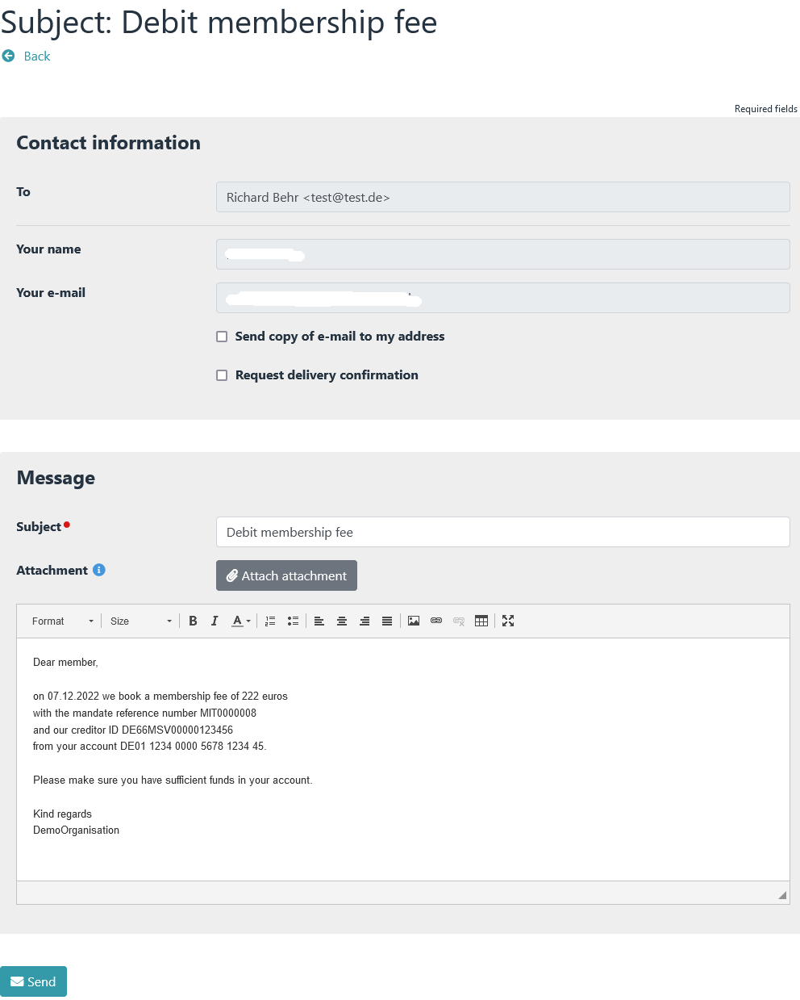 Subject: Debit membership fee
Back
Required fields
Contact information
To
Richard Behr <test@test.de>
Your name
Your e-mail
Send copy of e-mail to my address
Request delivery confirmation
Message
Subject
Debit membership fee
Attachment
Attach attachment
Format Size B I A
Dear member,
on 07.12.2022 we book a membership fee of 222 euros
with the mandate reference number MIT0000008
and our creditor ID DE66MSV00000123456
from your account DE01 1234 0000 5678 1234 45.
Please make sure you have sufficient funds in your account.
Kind regards
DemoOrganisation
Send